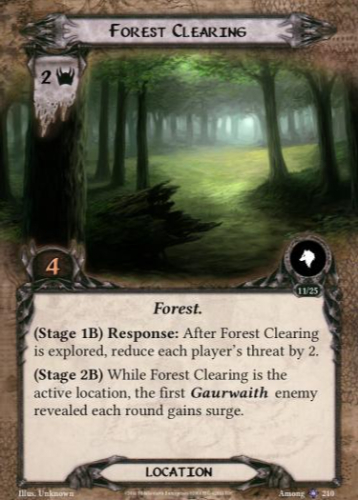 FOREST CLEARING
2
4
11/25
Forest.
(Stage 1B) Response: After Forest Clearing
is explored, reduce each player's threat by 2.
(Stage 2B) While Forest Clearing is the
active location, the first Gaurwaith enemy
revealed each round gains surge.
LOCATION
Illus. Unknown
Among 210